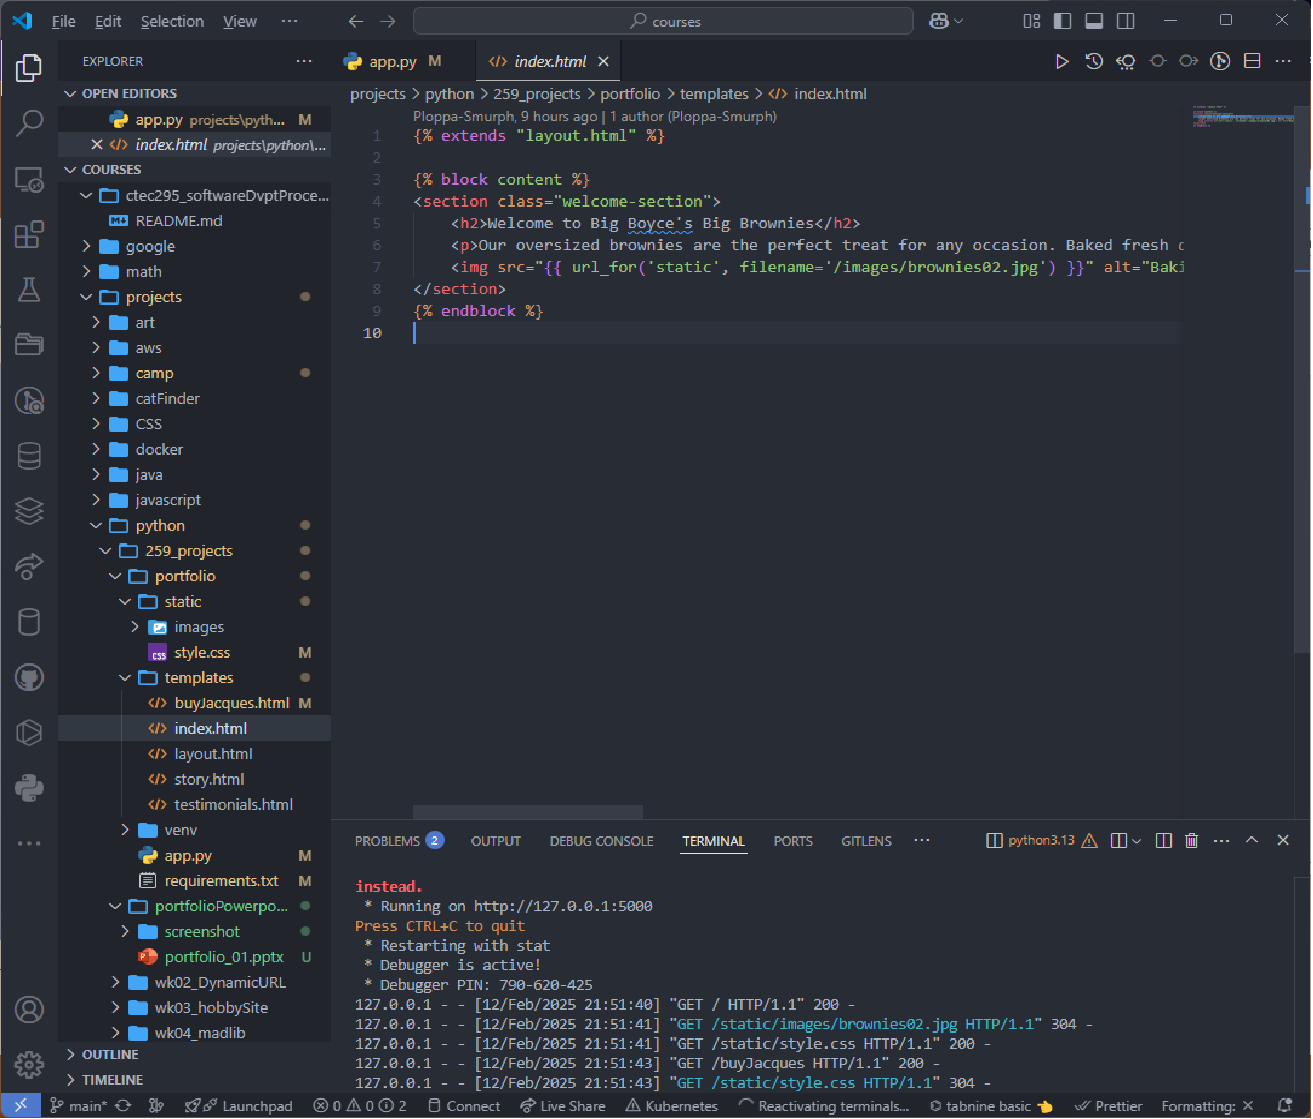 File Edit Selection View ··· courses
EXPLORER ···
OPEN EDITORS
app.py projects\pyth... M
index.html projects\python\...
COURSES
ctec295_softwareDvptProce...
README.md
google
math
projects
art
aws
camp
catFinder
CSS
docker
java
javascript
python
259_projects
portfolio
static
images
style.css M
templates
buyJacques.html M
index.html
layout.html
story.html
testimonials.html
venv
app.py M
requirements.txt M
portfolioPowerpo...
screenshot
portfolio_01.pptx U
wk02_DynamicURL
wk03_hobbySite
wk04_madlib
OUTLINE
TIMELINE
app.py M index.html
projects > python > 259_projects > portfolio > templates > index.html
Ploppa-Smurph, 9 hours ago | 1 author (Ploppa-Smurph)
1 {% extends "layout.html" %}
2
3 {% block content %}
4 <section class="welcome-section">
5 <h2>Welcome to Big Boyce's Big Brownies</h2>
6 <p>Our oversized brownies are the perfect treat for any occasion. Baked fresh
7 <img src="{{ url_for('static', filename='/images/brownies02.jpg') }}" alt="Baki
8 </section>
9 {% endblock %}
10
PROBLEMS 2 OUTPUT DEBUG CONSOLE TERMINAL PORTS GITLENS ··· python3.13
instead.
* Running on http://127.0.0.1:5000
Press CTRL+C to quit
* Restarting with stat
* Debugger is active!
* Debugger PIN: 790-620-425
127.0.0.1 - - [12/Feb/2025 21:51:40] "GET / HTTP/1.1" 200 -
127.0.0.1 - - [12/Feb/2025 21:51:41] "GET /static/images/brownies02.jpg HTTP/1.1" 304 -
127.0.0.1 - - [12/Feb/2025 21:51:41] "GET /static/style.css HTTP/1.1" 200 -
127.0.0.1 - - [12/Feb/2025 21:51:43] "GET /buyJacques HTTP/1.1" 200 -
127.0.0.1 - - [12/Feb/2025 21:51:43] "GET /static/style.css HTTP/1.1" 304 -
main* Launchpad 0 0 2 Connect Live Share Kubernetes Reactivating terminals... tabnine basic Prettier Formatting: X